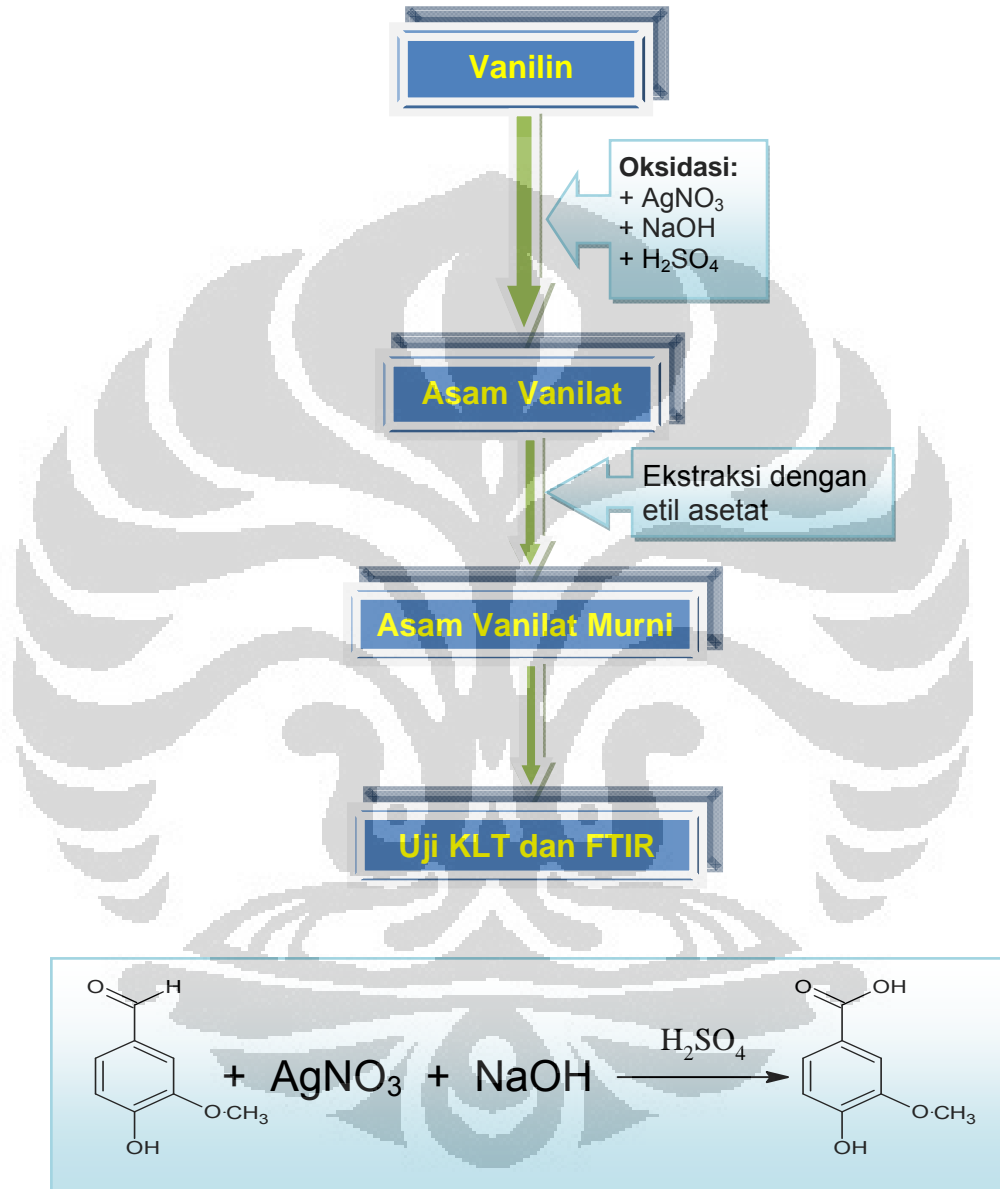 Vanilin
Oksidasi:
+ AgNO₃
+ NaOH
+ H₂SO₄
Asam Vanilat
Ekstraksi dengan
etil asetat
Asam Vanilat Murni
Uji KLT dan FTIR
O H
O CH₃
OH
+ AgNO₃ + NaOH
H₂SO₄
O OH
O CH₃
OH